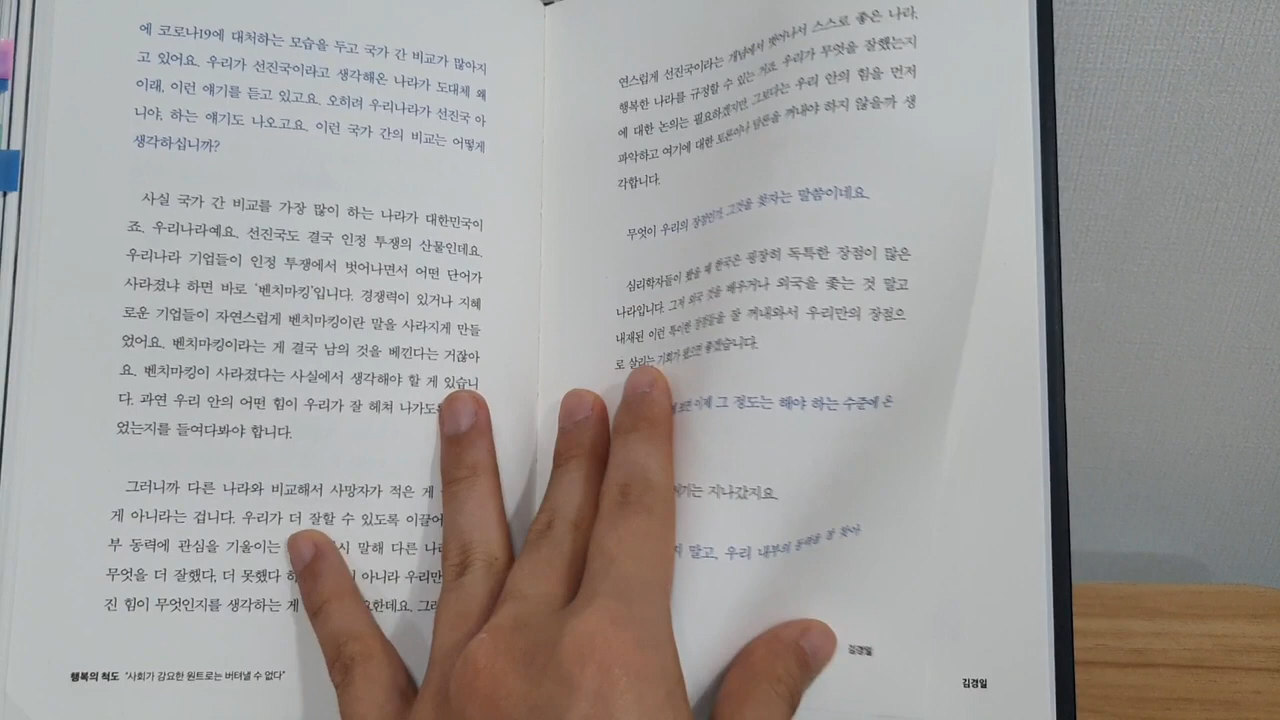 에 코로나19에 대처하는 모습을 두고 국가 간 비교가 많아지
고 있어요. 우리가 선진국이라고 생각해온 나라가 도대체 왜
이래, 이런 얘기를 듣고 있고요. 오히려 우리나라가 선진국 아
니야, 하는 얘기도 나오고요. 이런 국가 간의 비교는 어떻게
생각하십니까?
사실 국가 간 비교를 가장 많이 하는 나라가 대한민국이
죠. 우리나라예요. 선진국도 결국 인정 투쟁의 산물인데요.
우리나라 기업들이 인정 투쟁에서 벗어나면서 어떤 단어가
사라졌냐 하면 바로 '벤치마킹'입니다. 경쟁력이 있거나 지혜
로운 기업들이 자연스럽게 벤치마킹이란 말을 사라지게 만들
었어요. 벤치마킹이라는 게 결국 남의 것을 베낀다는 거잖아
요. 벤치마킹이 사라졌다는 사실에서 생각해야 할 게 있습니
다. 과연 우리 안의 어떤 힘이 우리가 잘 헤쳐 나가도
었는지를 들여다봐야 합니다.
그러니까 다른 나라와 비교해서 사망자가 적은 게
게 아니라는 겁니다. 우리가 더 잘할 수 있도록 이끌어
부 동력에 관심을 기울이는 말해 다른
무엇을 더 잘했다, 더 못했다 아니라 우리만
진 힘이 무엇인지를 생각하는 게
행복의 척도 "사회가 강요한 원트로는 버텨낼 수 없다"
연스럽게 선진국이라는 개념에서 벗어나서 스스로 좋은 나라,
행복한 나라를 규정할 수 있는 거죠. 우리가 무엇을 잘했는지
에 대한 논의는 필요하겠지만, 그보다는 우리 안의 힘을 먼저
파악하고 여기에 대한 토론이나 담론을 꺼내야 하지 않을까 생
각합니다.
무엇이 우리의 장점인가, 그것을 찾자는 말씀이네요.
심리학자들이 봤을 때 한국은 굉장히 독특한 장점이 많은
나라입니다. 그저 외국 것을 배우거나 외국을 좇는 것 말고
내재된 이런 특이한 장점들을 잘 꺼내와서 우리만의 장점으
로 살리는 기회가 됐으면 좋겠습니다.
보면 이제 그 정도는 해야 하는 수준에 온
시기는 지나갔지요.
말고, 우리 내부의 동력을 잘 찾아
김경일
김경일